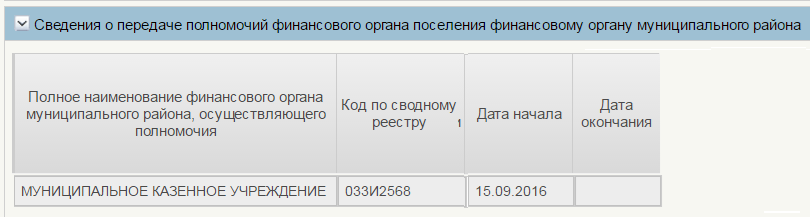 Сведения о передаче полномочий финансового органа поселения финансовому органу муниципального района
Полное наименование финансового органа
муниципального района, осуществляющего
полномочия
Код по сводному
реестру 1
Дата начала
Дата
окончания
МУНИЦИПАЛЬНОЕ КАЗЕННОЕ УЧРЕЖДЕНИЕ 033И2568 15.09.2016